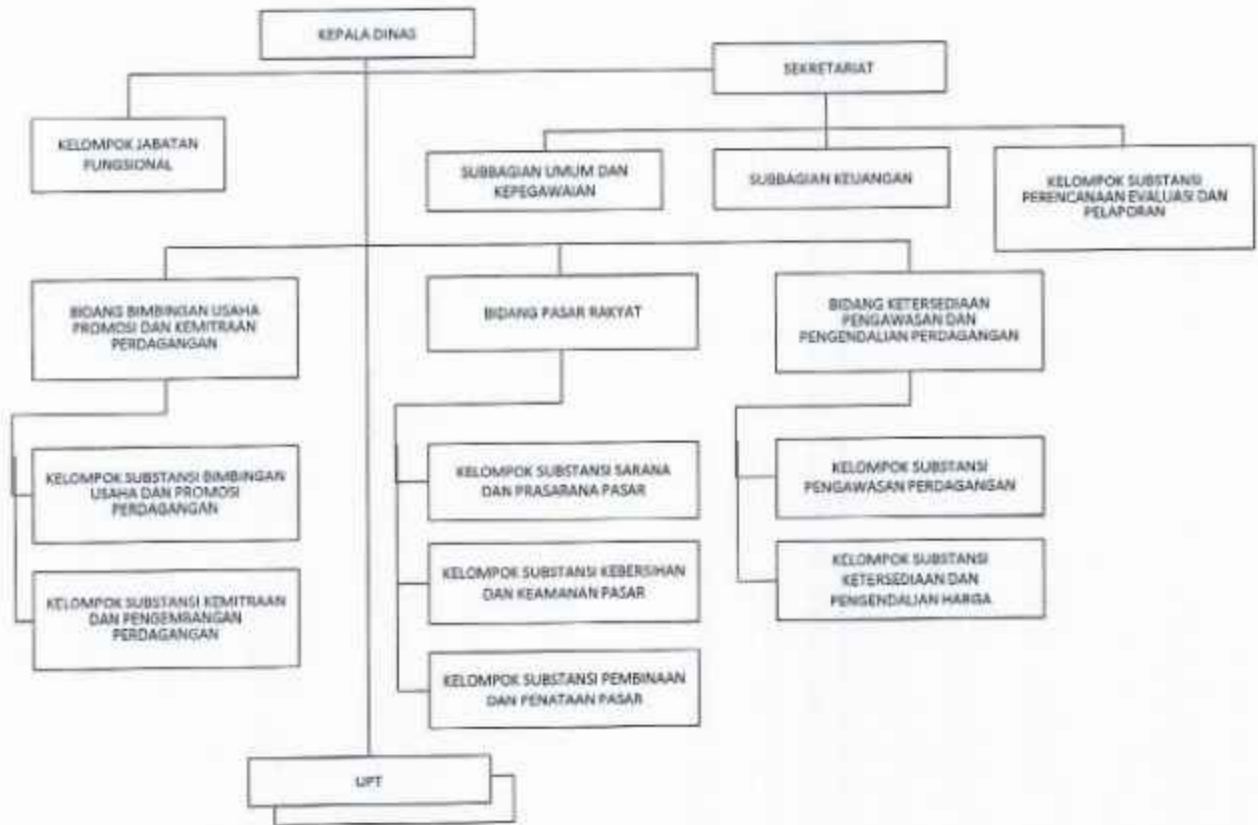 KEPALA DINAS
SEKRETARIAT
KELOMPOK JABATAN
FUNGSIONAL
SUBBAGIAN UMUM DAN
KEPEGAWAIAN
SUBBAGIAN KEUANGAN
KELOMPOK SUBSTANSI
PERENCANAAN EVALUASI DAN
PELAPORAN
BIDANG BIMBINGAN USAHA
PROMOSI DAN KEMITRAAN
PERDAGANGAN
BIDANG PASAR RAKYAT
BIDANG KETERSEDIAAN
PENGAWASAN DAN
PENGENDALIAN PERDAGANGAN
KELOMPOK SUBSTANSI BIMBINGAN
USAHA DAN PROMOSI
PERDAGANGAN
KELOMPOK SUBSTANSI SARANA
DAN PRASARANA PASAR
KELOMPOK SUBSTANSI
PENGAWASAN PERDAGANGAN
KELOMPOK SUBSTANSI KEMITRAAN
DAN PENGEMBANGAN
PERDAGANGAN
KELOMPOK SUBSTANSI KEBERSIHAN
DAN KEAMANAN PASAR
KELOMPOK SUBSTANSI
KETERSEDIAAN DAN
PENGENDALIAN HARGA
KELOMPOK SUBSTANSI PEMBINAAN
DAN PENATAAN PASAR
UPT